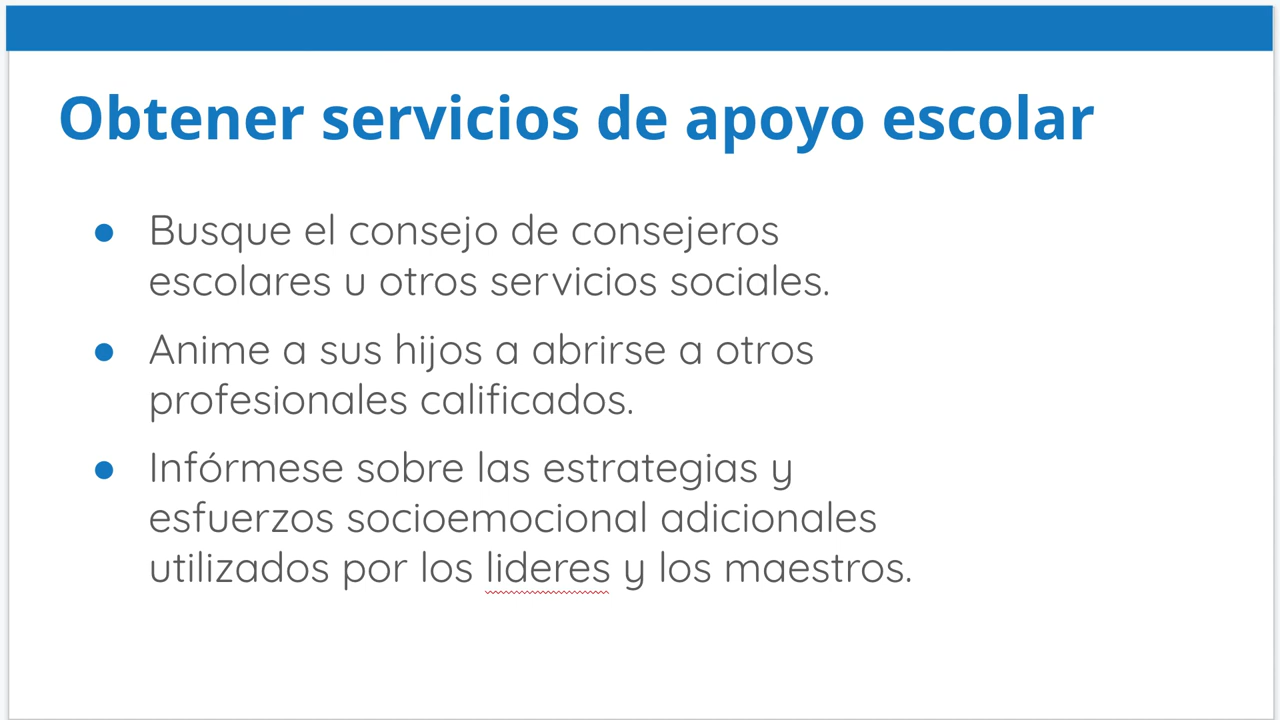 Obtener servicios de apoyo escolar
● Busque el consejo de consejeros
escolares u otros servicios sociales.
● Anime a sus hijos a abrirse a otros
profesionales calificados.
● Infórmese sobre las estrategias y
esfuerzos socioemocional adicionales
utilizados por los lideres y los maestros.